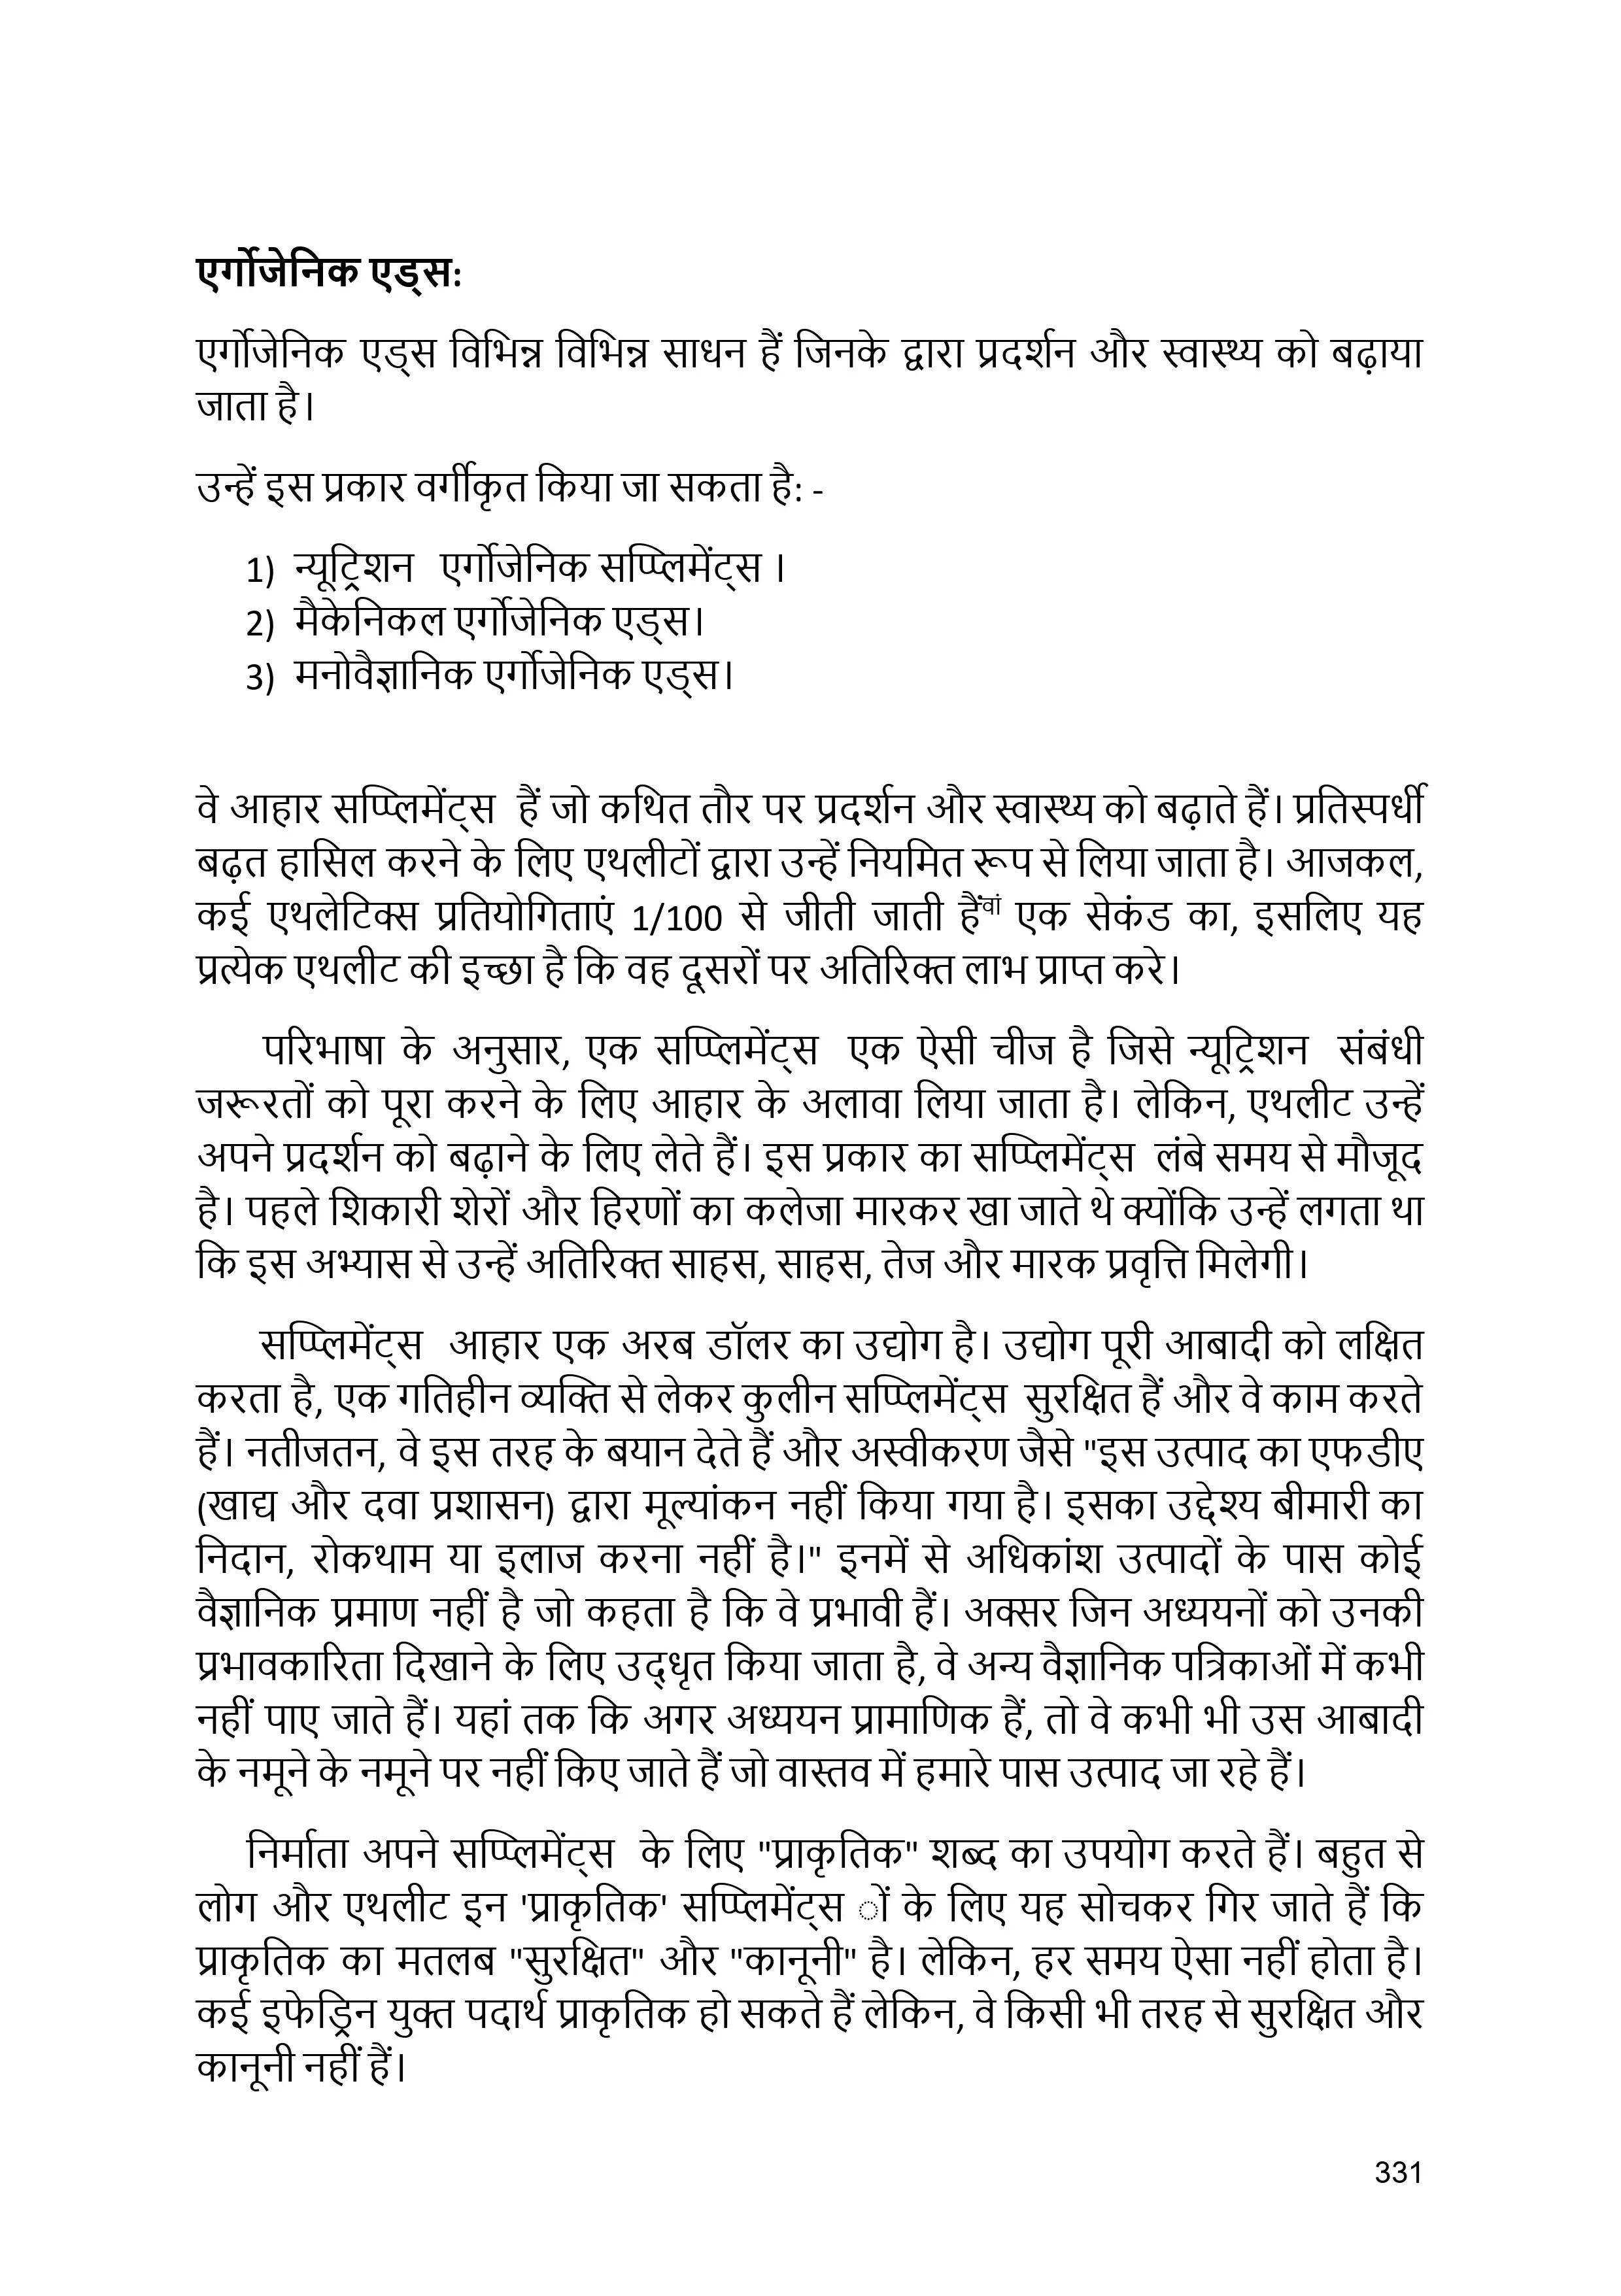 एर्गोजेनिक एड्स:
एर्गोजेनिक एड्स विभिन्न विभिन्न साधन हैं जिनके द्वारा प्रदर्शन और स्वास्थ्य को बढ़ाया
जाता है।
उन्हें इस प्रकार वर्गीकृत किया जा सकता है: -
1) न्यूट्रिशन एर्गोजेनिक सप्प्लिमेंट्स ।
2) मैकेनिकल एर्गोजेनिक एड्स।
3) मनोवैज्ञानिक एर्गोजेनिक एड्स।
वे आहार सप्प्लिमेंट्स हैं जो कथित तौर पर प्रदर्शन और स्वास्थ्य को बढ़ाते हैं। प्रतिस्पर्धी
बढ़त हासिल करने के लिए एथलीटों द्वारा उन्हें नियमित रूप से लिया जाता है। आजकल,
कई एथलेटिक्स प्रतियोगिताएं 1/100 से जीती जाती हैंवां एक सेकंड का, इसलिए यह
प्रत्येक एथलीट की इच्छा है कि वह दूसरों पर अतिरिक्त लाभ प्राप्त करे।
परिभाषा के अनुसार, एक सप्प्लिमेंट्स एक ऐसी चीज है जिसे न्यूट्रिशन संबंधी
जरूरतों को पूरा करने के लिए आहार के अलावा लिया जाता है। लेकिन, एथलीट उन्हें
अपने प्रदर्शन को बढ़ाने के लिए लेते हैं। इस प्रकार का सप्प्लिमेंट्स लंबे समय से मौजूद
है। पहले शिकारी शेरों और हिरणों का कलेजा मारकर खा जाते थे क्योंकि उन्हें लगता था
कि इस अभ्यास से उन्हें अतिरिक्त साहस, साहस, तेज और मारक प्रवृत्ति मिलेगी।
सप्प्लिमेंट्स आहार एक अरब डॉलर का उद्योग है। उद्योग पूरी आबादी को लक्षित
करता है, एक गतिहीन व्यक्ति से लेकर कुलीन सप्प्लिमेंट्स सुरक्षित हैं और वे काम करते
हैं। नतीजतन, वे इस तरह के बयान देते हैं और अस्वीकरण जैसे "इस उत्पाद का एफडीए
(खाद्य और दवा प्रशासन) द्वारा मूल्यांकन नहीं किया गया है। इसका उद्देश्य बीमारी का
निदान, रोकथाम या इलाज करना नहीं है।" इनमें से अधिकांश उत्पादों के पास कोई
वैज्ञानिक प्रमाण नहीं है जो कहता है कि वे प्रभावी हैं। अक्सर जिन अध्ययनों को उनकी
प्रभावकारिता दिखाने के लिए उद्धृत किया जाता है, वे अन्य वैज्ञानिक पत्रिकाओं में कभी
नहीं पाए जाते हैं। यहां तक कि अगर अध्ययन प्रामाणिक हैं, तो वे कभी भी उस आबादी
के नमूने के नमूने पर नहीं किए जाते हैं जो वास्तव में हमारे पास उत्पाद जा रहे हैं।
निर्माता अपने सप्प्लिमेंट्स के लिए "प्राकृतिक" शब्द का उपयोग करते हैं। बहुत से
लोग और एथलीट इन 'प्राकृतिक' सप्प्लिमेंट्स ों के लिए यह सोचकर गिर जाते हैं कि
प्राकृतिक का मतलब "सुरक्षित" और "कानूनी" है। लेकिन, हर समय ऐसा नहीं होता है।
कई इफेड्रिन युक्त पदार्थ प्राकृतिक हो सकते हैं लेकिन, वे किसी भी तरह से सुरक्षित और
कानूनी नहीं हैं।
331